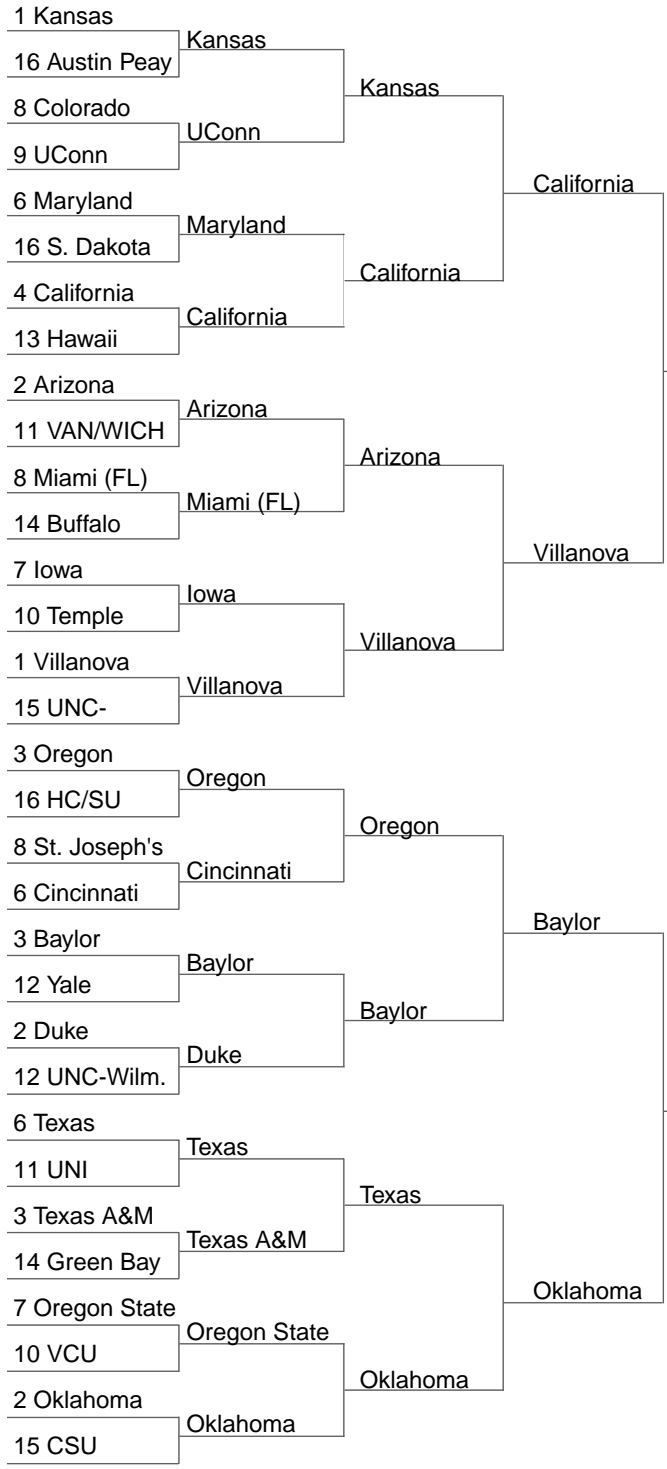 1 Kansas
16 Austin Peay
8 Colorado
9 UConn
6 Maryland
16 S. Dakota
4 California
13 Hawaii
2 Arizona
11 VAN/WICH
8 Miami (FL)
14 Buffalo
7 Iowa
10 Temple
1 Villanova
15 UNC-
3 Oregon
16 HC/SU
8 St. Joseph's
6 Cincinnati
3 Baylor
12 Yale
2 Duke
12 UNC-Wilm.
6 Texas
11 UNI
3 Texas A&M
14 Green Bay
7 Oregon State
10 VCU
2 Oklahoma
15 CSU
Kansas
UConn
Maryland
California
Arizona
Miami (FL)
Iowa
Villanova
Oregon
Cincinnati
Baylor
Duke
Texas
Texas A&M
Oregon State
Oklahoma
Kansas
California
Arizona
Villanova
Oregon
Baylor
Texas
Oklahoma
California
Villanova
Baylor
Oklahoma